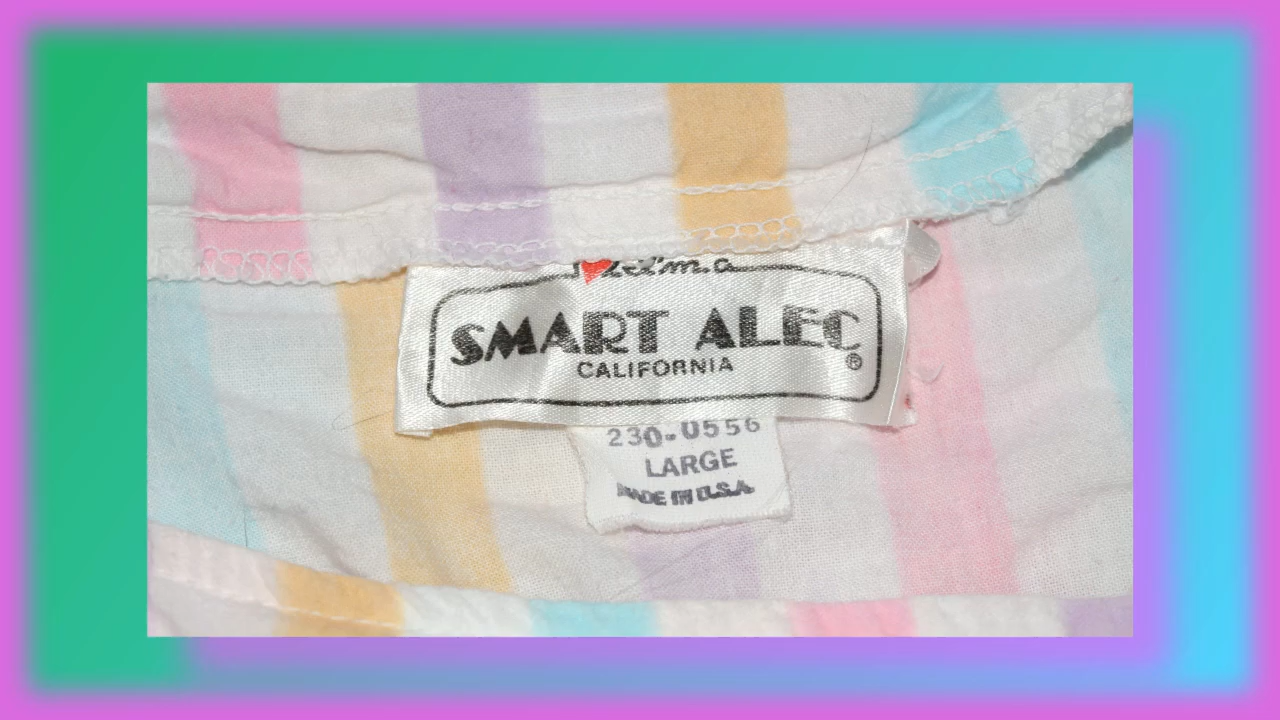 I'm a
SMART ALEC
CALIFORNIA
®
230-0556
LARGE
MADE IN U.S.A.